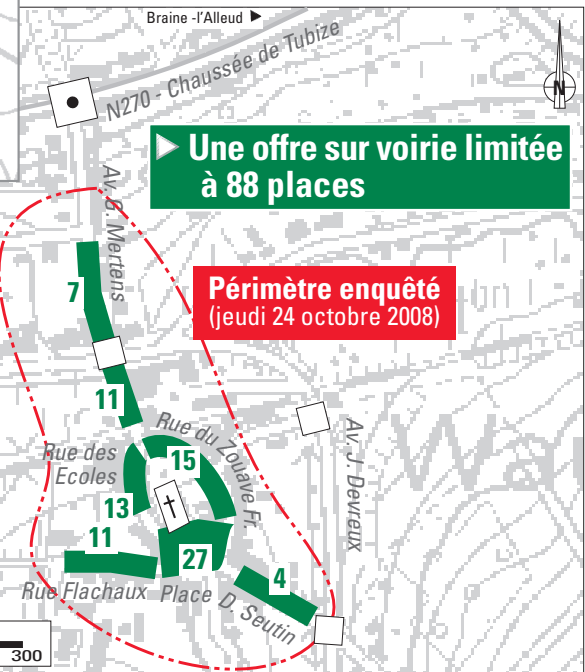 Braine -l'Alleud ►
N270 - Chaussée de Tubize
N
► Une offre sur voirie limitée
à 88 places
Av. G. Mertens
Périmètre enquêté
(jeudi 24 octobre 2008)
7
11
Rue du Zouave Fr.
Rue des
Ecoles
15
Av. J. Devreux
13
11
27
4
Rue Flachaux
Place
D. Seutin
300